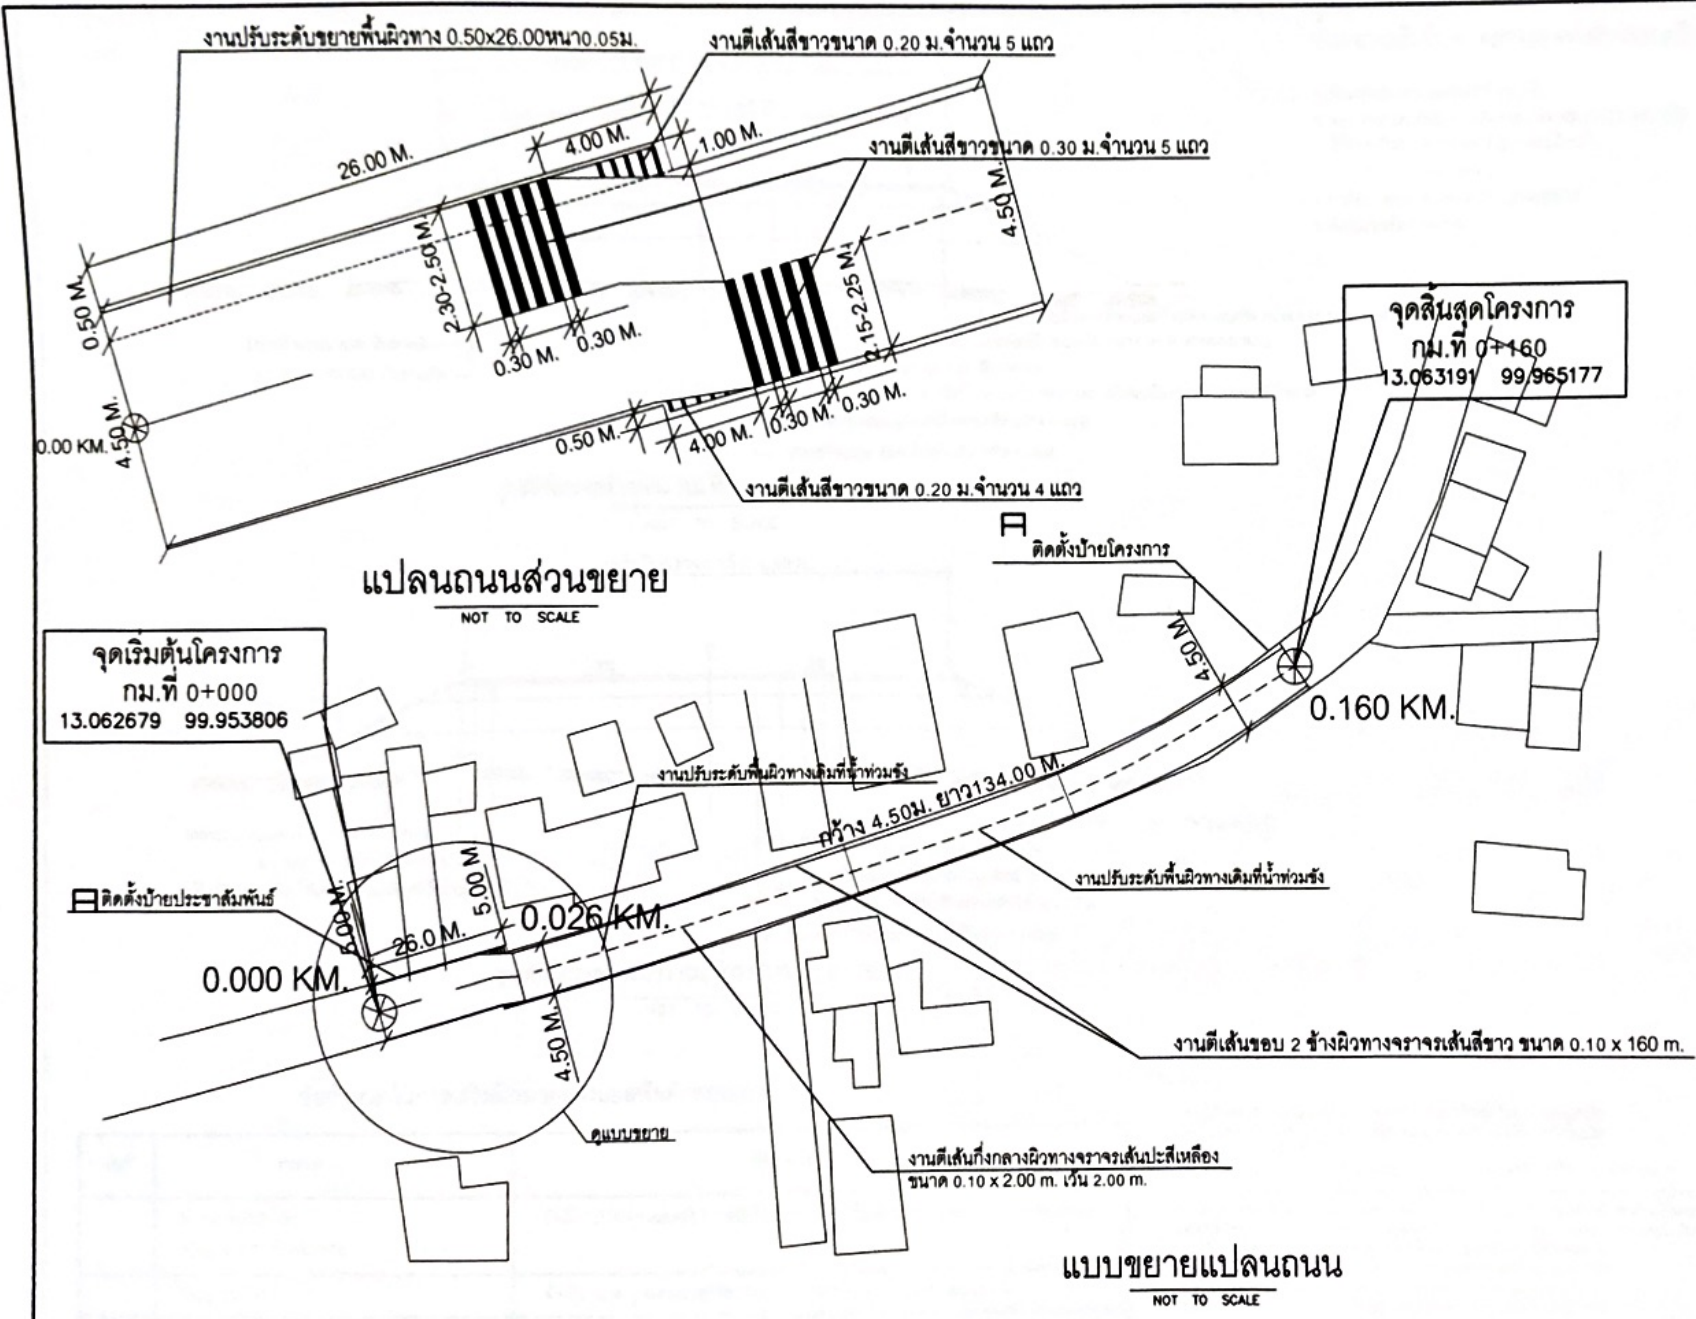 งานปรับระดับขยายพื้นผิวทาง 0.50x26.00หนา0.05ม.
งานตีเส้นสีขาวขนาด 0.20 ม.จำนวน 5 แถว
26.00 M.
4.00 M.
1.00 M.
งานตีเส้นสีขาวขนาด 0.30 ม.จำนวน 5 แถว
0.50 M.
2.30-2.50 M.
4.50 M.
2.15-2.25 M.
0.30 M.
0.30 M.
0.00 KM.
4.50 M.
0.50 M.
4.00 M.
0.30 M.
0.30 M.
งานตีเส้นสีขาวขนาด 0.20 ม.จำนวน 4 แถว
แปลนถนนส่วนขยาย
NOT TO SCALE
จุดสิ้นสุดโครงการ
กม.ที่ 0+160
13.063191 99.965177
ติดตั้งป้ายโครงการ
4.50 M.
0.160 KM.
จุดเริ่มต้นโครงการ
กม.ที่ 0+000
13.062679 99.953806
งานปรับระดับพื้นผิวทางเดิมที่น้ำท่วมขัง
กว้าง 4.50ม. ยาว134.00 M.
งานปรับระดับพื้นผิวทางเดิมที่น้ำท่วมขัง
ติดตั้งป้ายประชาสัมพันธ์
5.00 M.
26.0 M.
5.00 M.
0.026 KM.
0.000 KM.
4.50 M.
งานตีเส้นขอบ 2 ข้างผิวทางจราจรเส้นสีขาว ขนาด 0.10 x 160 m.
ดูแบบขยาย
งานตีเส้นกึ่งกลางผิวทางจราจรเส้นปะสีเหลือง
ขนาด 0.10 x 2.00 m. เว้น 2.00 m.
แบบขยายแปลนถนน
NOT TO SCALE